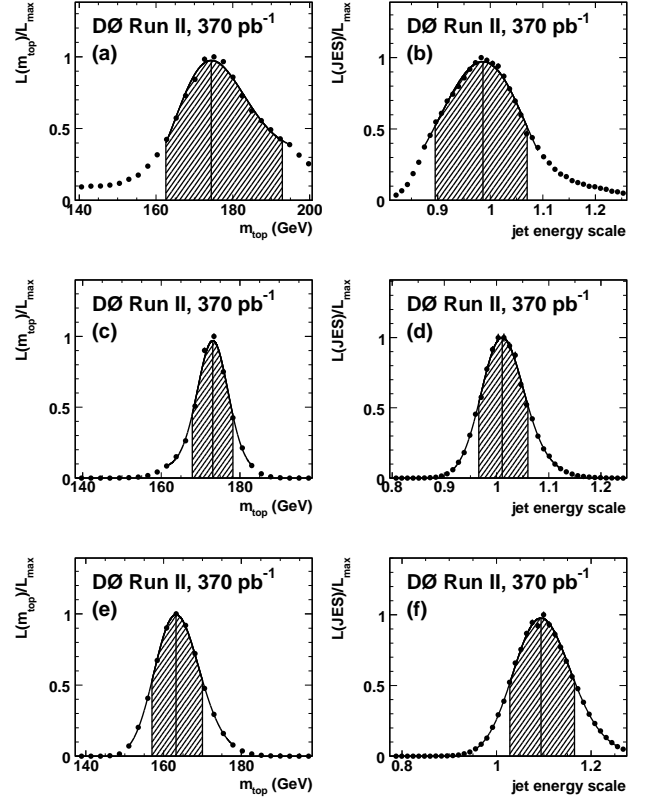 L(m_top)/L_max
DØ Run II, 370 pb⁻¹
(a)
1
0.5
0
140 160 180 200
m_top (GeV)
L(JES)/L_max
DØ Run II, 370 pb⁻¹
(b)
1
0.5
0
0.9 1 1.1 1.2
jet energy scale
L(m_top)/L_max
DØ Run II, 370 pb⁻¹
(c)
1
0.5
0
140 160 180
m_top (GeV)
L(JES)/L_max
DØ Run II, 370 pb⁻¹
(d)
1
0.5
0
0.8 0.9 1 1.1 1.2
jet energy scale
L(m_top)/L_max
DØ Run II, 370 pb⁻¹
(e)
1
0.5
0
140 160 180
m_top (GeV)
L(JES)/L_max
DØ Run II, 370 pb⁻¹
(f)
1
0.5
0
0.8 1 1.2
jet energy scale